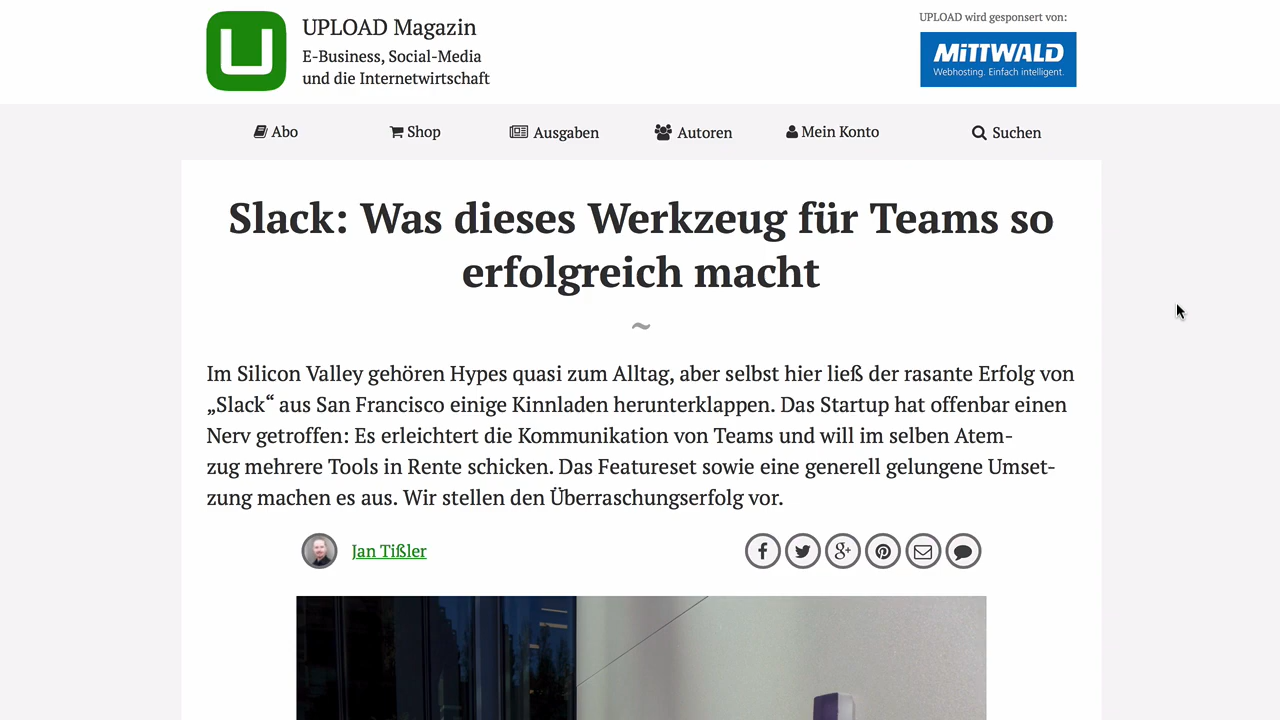 UPLOAD Magazin
E-Business, Social-Media
und die Internetwirtschaft
UPLOAD wird gesponsert von:
MITTWALD
Webhosting. Einfach intelligent.
Abo
Shop
Ausgaben
Autoren
Mein Konto
Suchen
Slack: Was dieses Werkzeug für Teams so
erfolgreich macht
~
Im Silicon Valley gehören Hypes quasi zum Alltag, aber selbst hier ließ der rasante Erfolg von
„Slack“ aus San Francisco einige Kinnladen herunterklappen. Das Startup hat offenbar einen
Nerv getroffen: Es erleichtert die Kommunikation von Teams und will im selben Atem-
zug mehrere Tools in Rente schicken. Das Featureset sowie eine generell gelungene Umset-
zung machen es aus. Wir stellen den Überraschungserfolg vor.
Jan Tißler